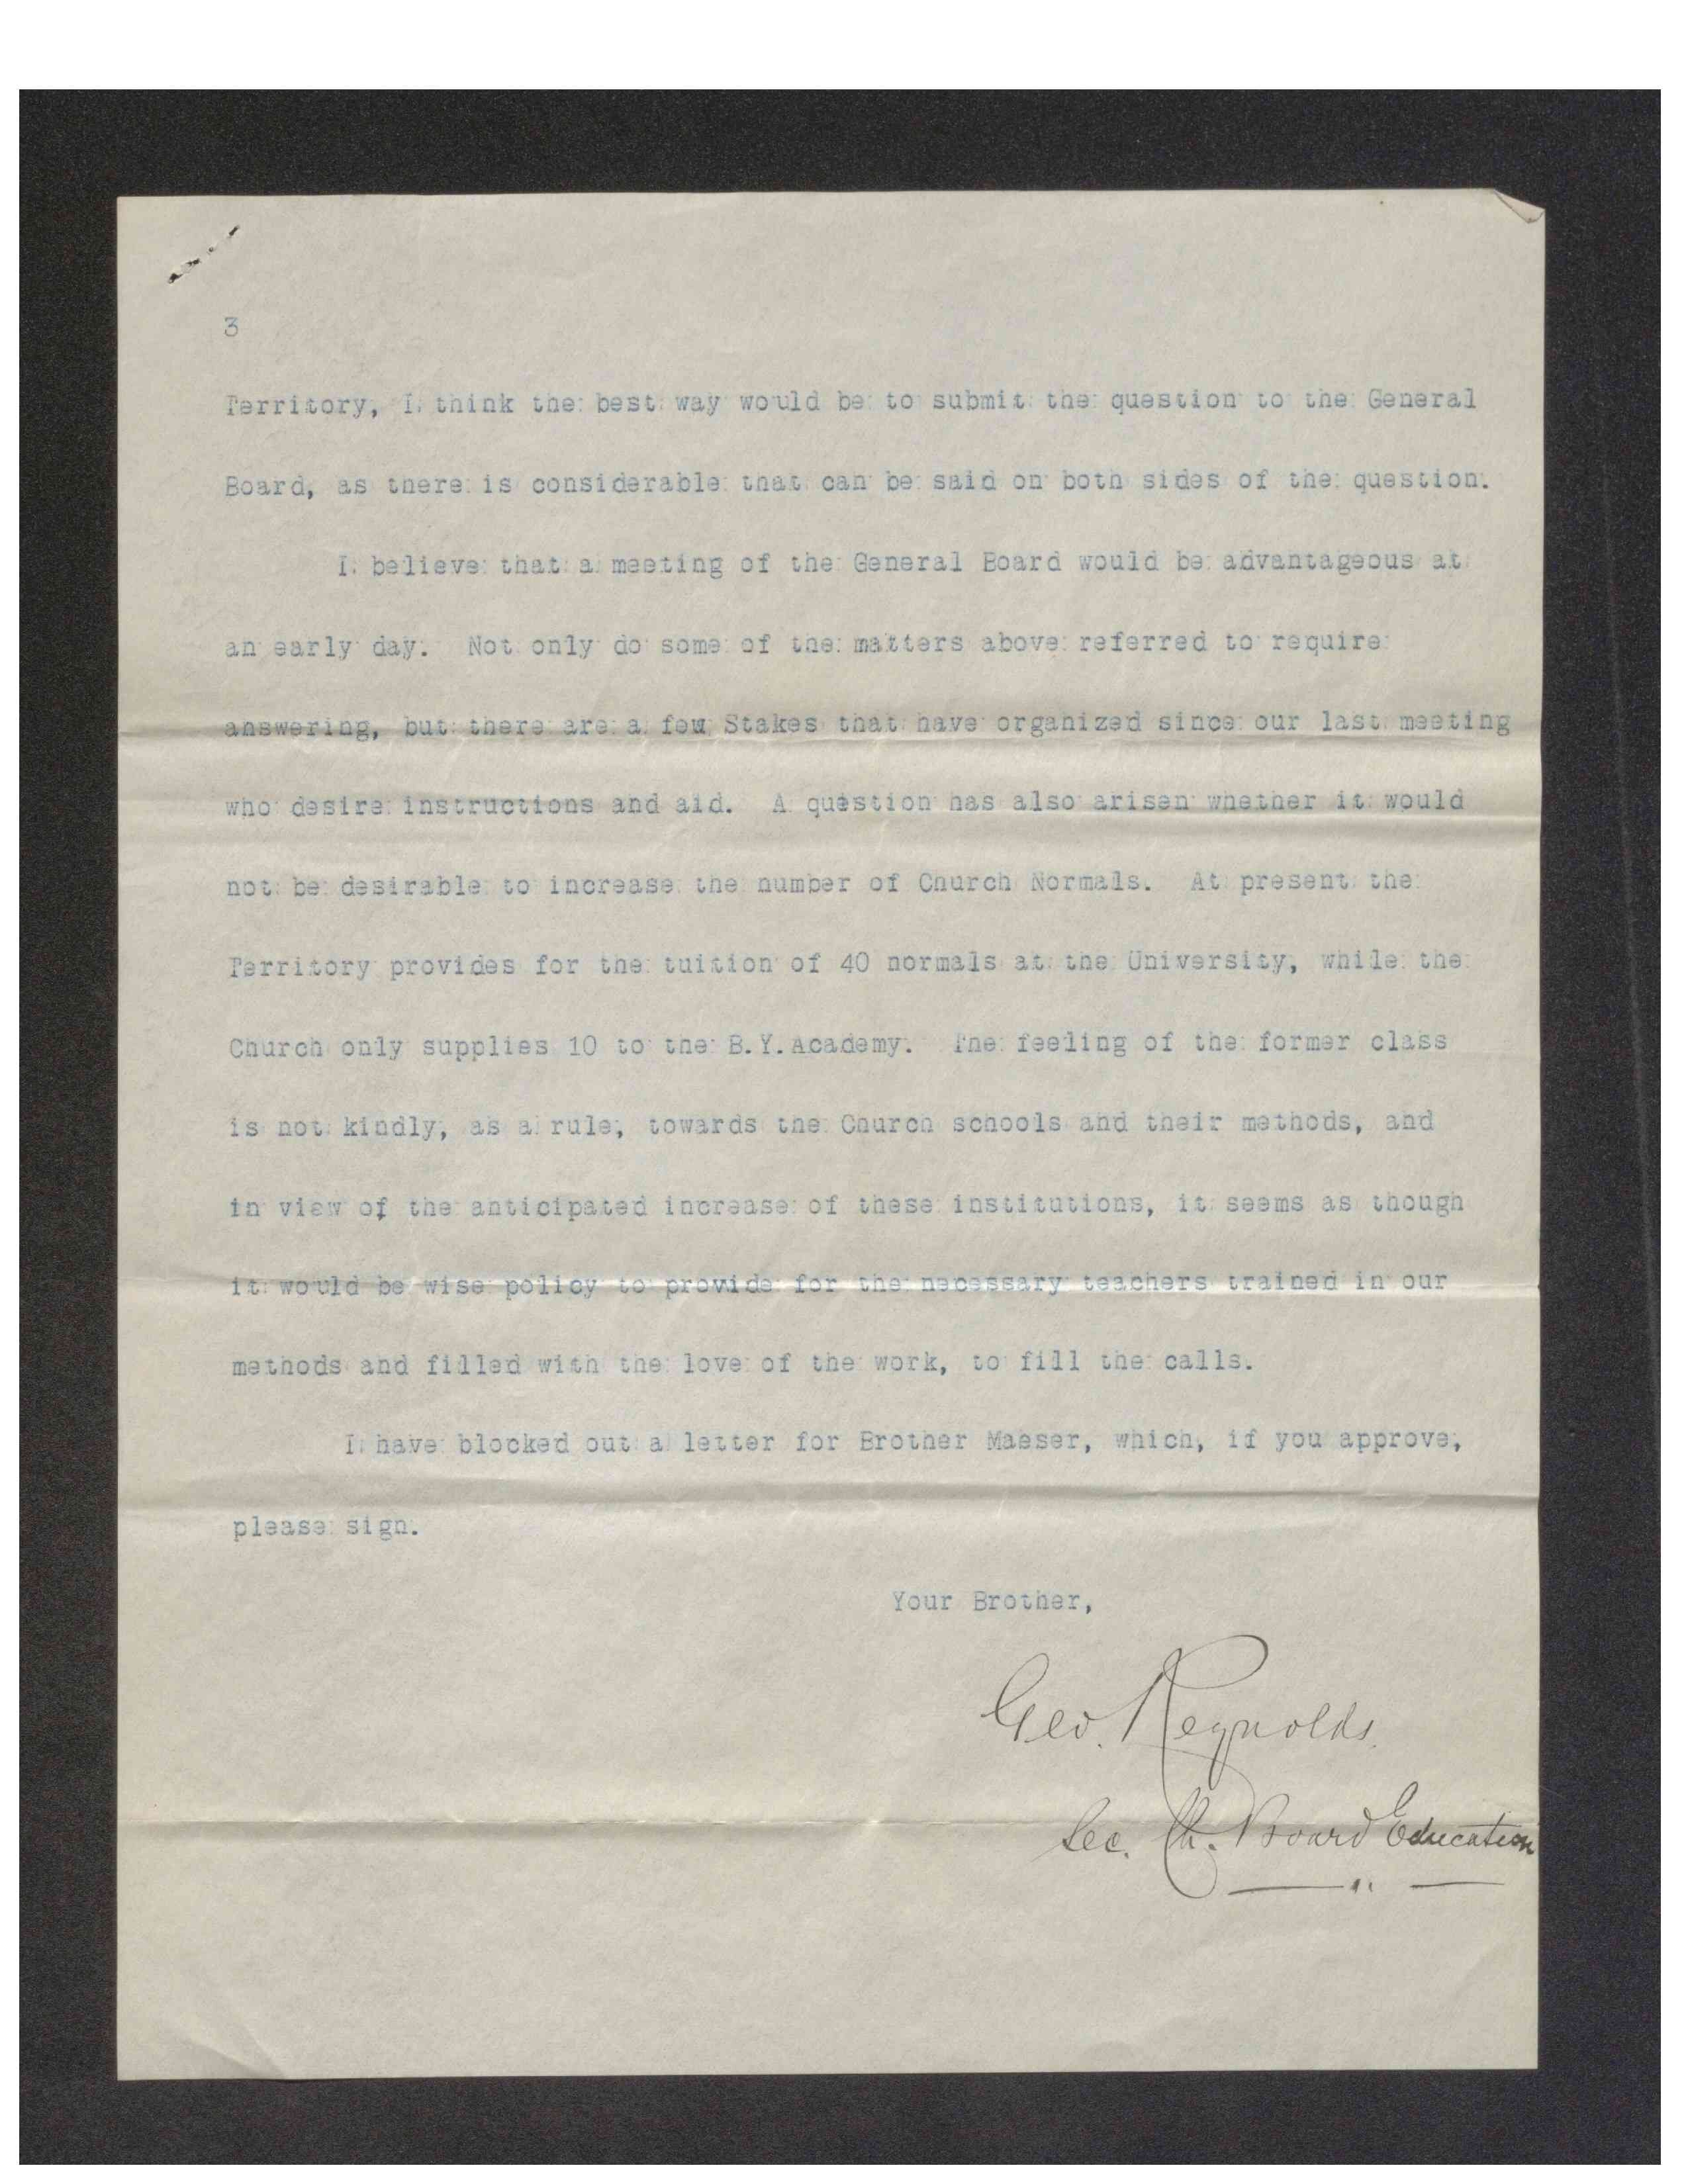 3
Territory, I think the best way would be to submit the question to the General
Board, as there is considerable that can be said on both sides of the question.
I believe that a meeting of the General Board would be advantageous at
an early day. Not only do some of the matters above referred to require
answering, but there are a few Stakes that have organized since our last meeting
who desire instructions and aid. A question has also arisen whether it would
not be desirable to increase the number of Church Normals. At present the
Territory provides for the tuition of 40 normals at the University, while the
Church only supplies 10 to the B.Y.Academy. The feeling of the former class
is not kindly, as a rule, towards the Church schools and their methods, and
in view of the anticipated increase of these institutions, it seems as though
it would be wise policy to provide for the necessary teachers trained in our
methods and filled with the love of the work, to fill the calls.
I have blocked out a letter for Brother Maeser, which, if you approve,
please sign.
Your Brother,
Geo. Reynolds.
Sec. Ch. Board Education